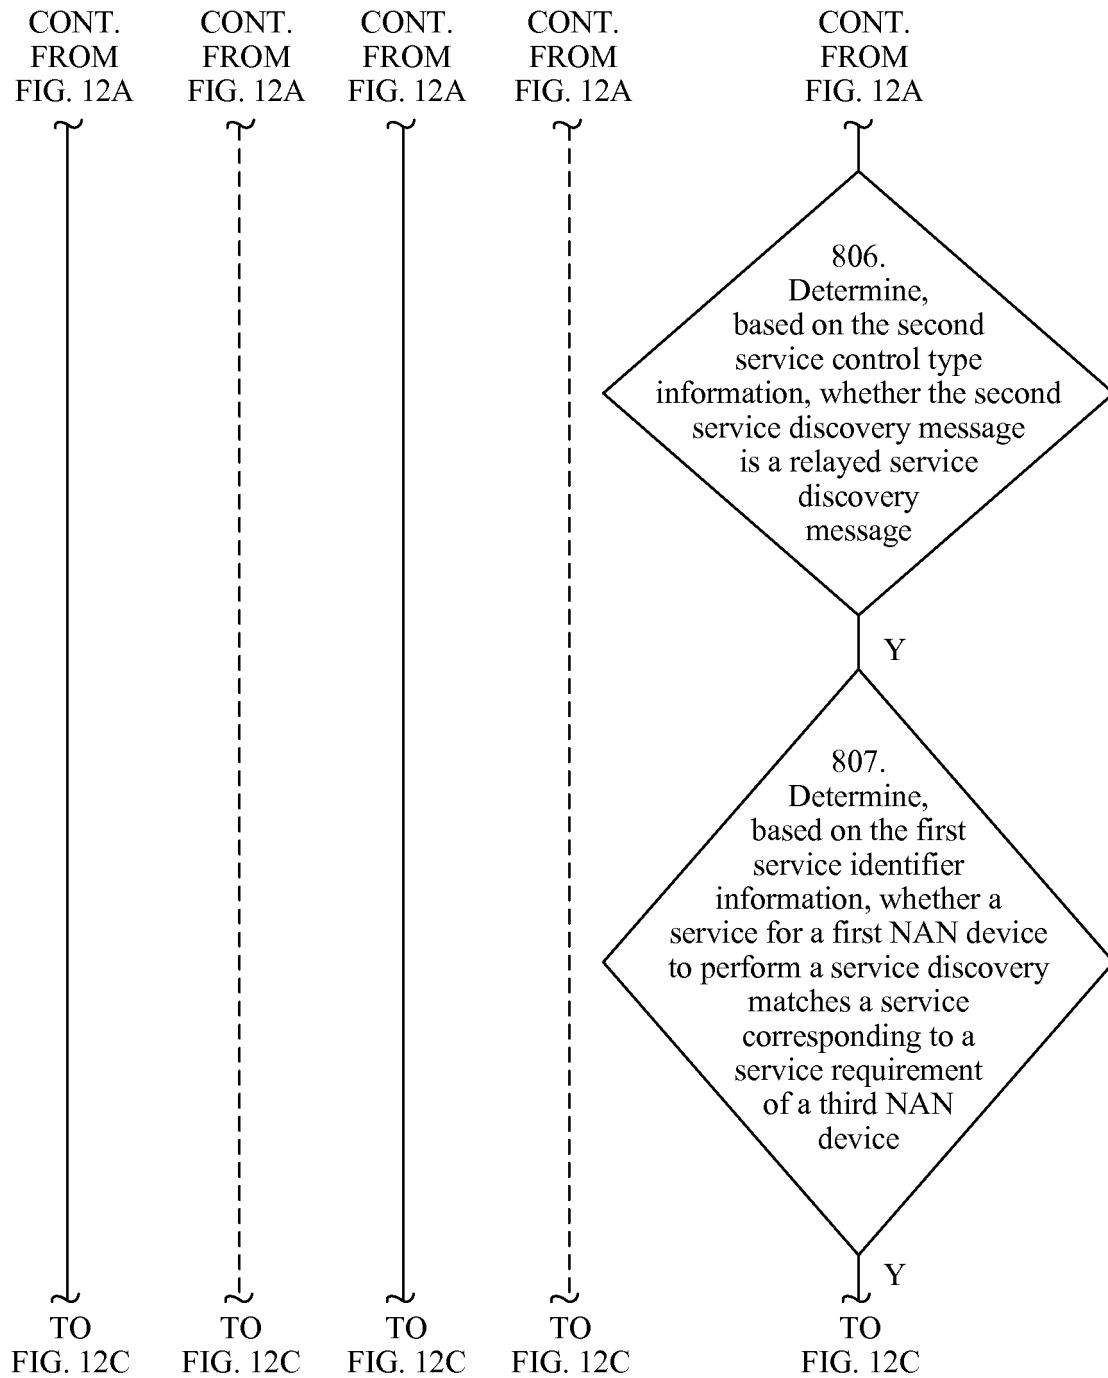 CONT.
FROM
FIG. 12A
CONT.
FROM
FIG. 12A
CONT.
FROM
FIG. 12A
CONT.
FROM
FIG. 12A
CONT.
FROM
FIG. 12A
806.
Determine,
based on the second
service control type
information, whether the second
service discovery message
is a relayed service
discovery
message
Y
807.
Determine,
based on the first
service identifier
information, whether a
service for a first NAN device
to perform a service discovery
matches a service
corresponding to a
service requirement
of a third NAN
device
Y
TO
FIG. 12C
TO
FIG. 12C
TO
FIG. 12C
TO
FIG. 12C
TO
FIG. 12C